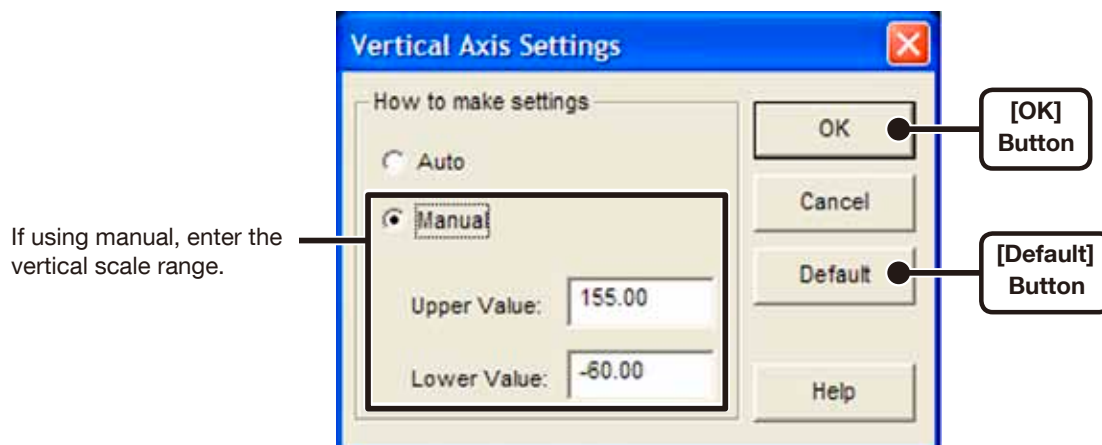 Vertical Axis Settings
How to make settings
Auto
Manual
Upper Value: 155.00
Lower Value: -60.00
OK
Cancel
Default
Help
If using manual, enter the
vertical scale range.
[OK]
Button
[Default]
Button